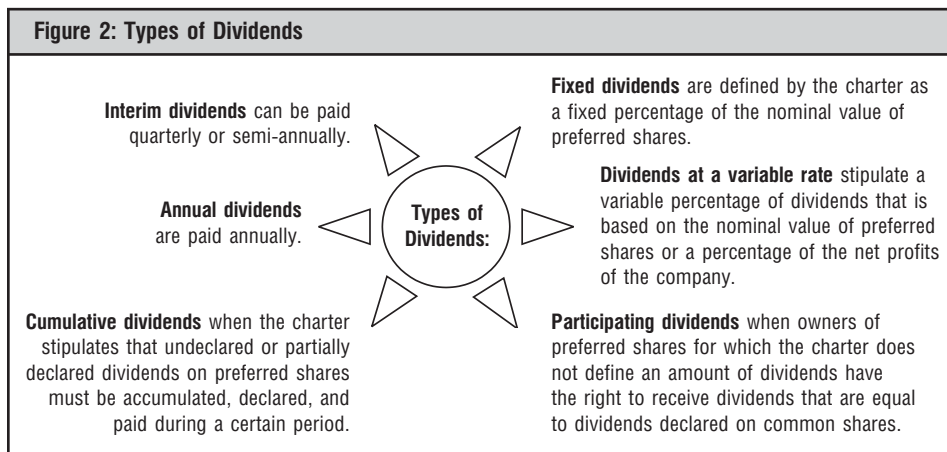 Figure 2: Types of Dividends
Interim dividends can be paid
quarterly or semi-annually.
Annual dividends
are paid annually.
Cumulative dividends when the charter
stipulates that undeclared or partially
declared dividends on preferred shares
must be accumulated, declared, and
paid during a certain period.
Types of
Dividends:
Fixed dividends are defined by the charter as
a fixed percentage of the nominal value of
preferred shares.
Dividends at a variable rate stipulate a
variable percentage of dividends that is
based on the nominal value of preferred
shares or a percentage of the net profits
of the company.
Participating dividends when owners of
preferred shares for which the charter does
not define an amount of dividends have
the right to receive dividends that are equal
to dividends declared on common shares.